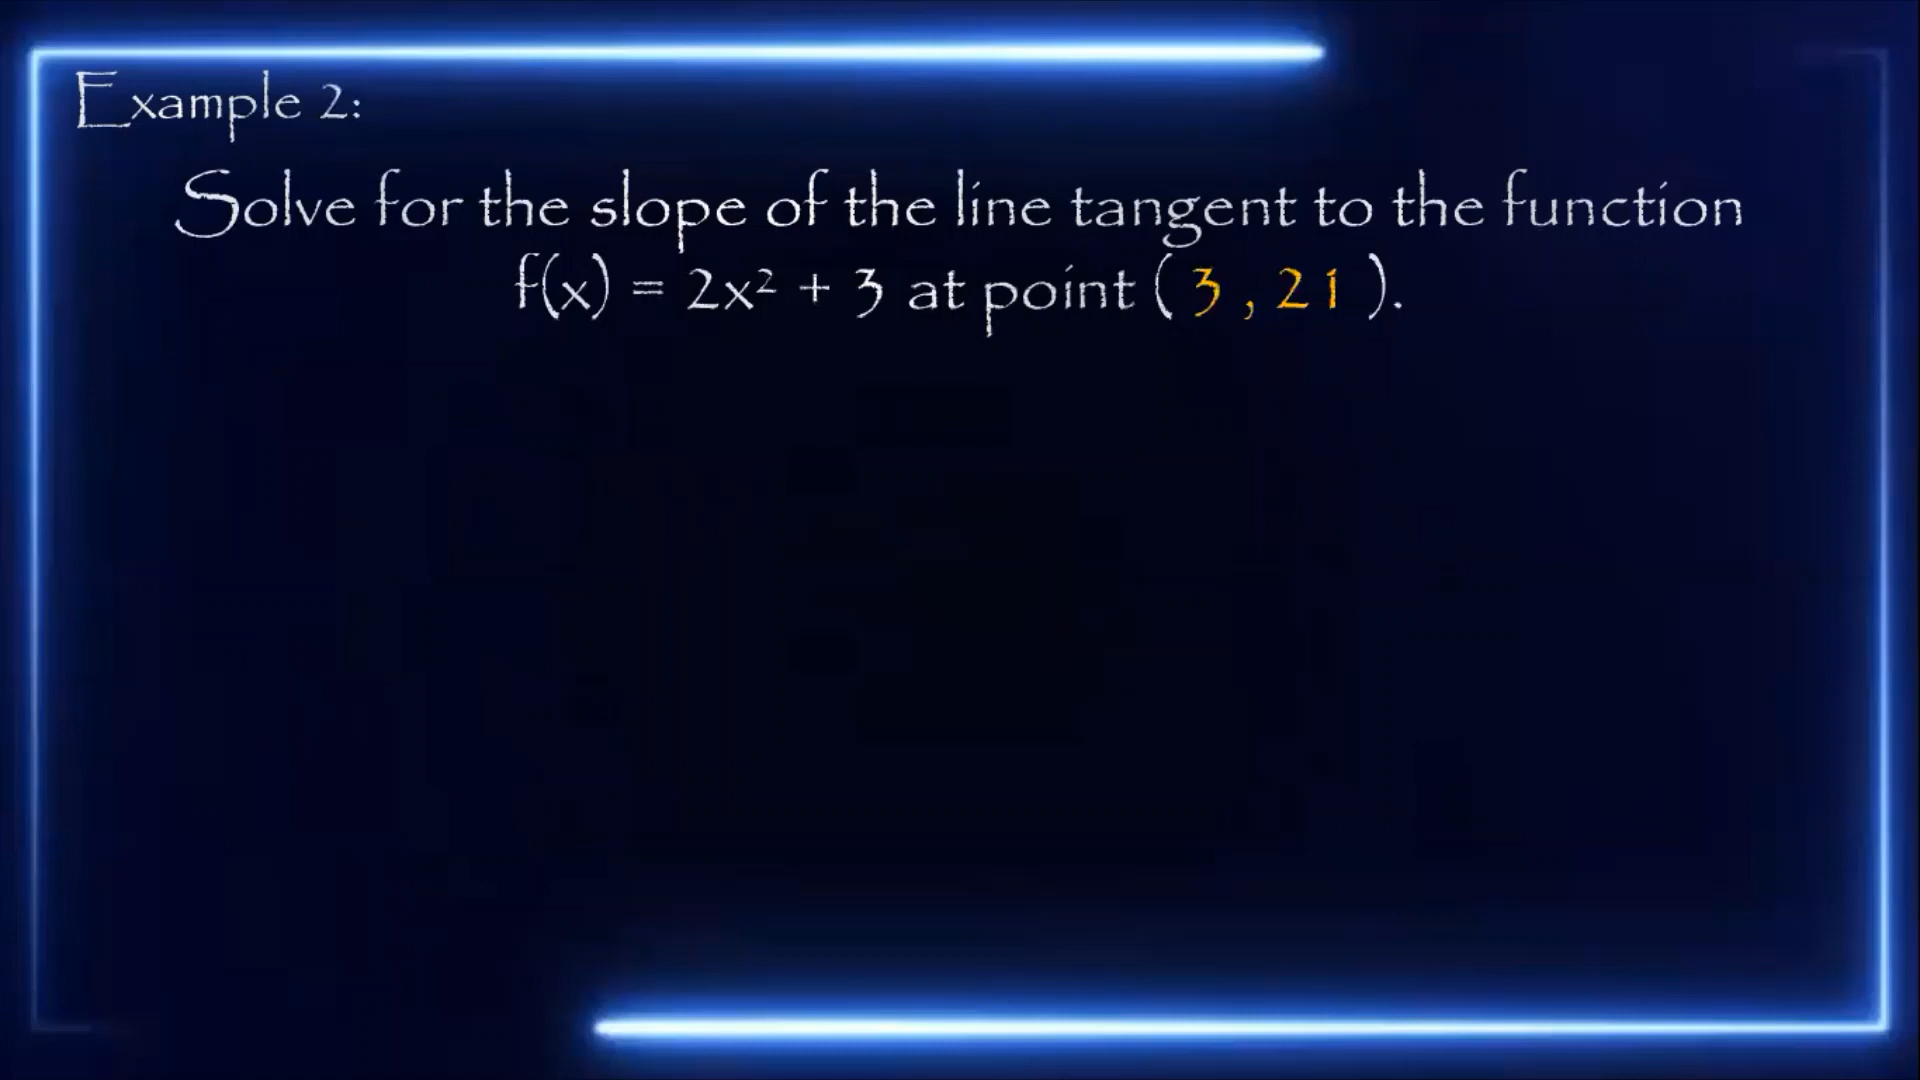 Example 2:
Solve for the slope of the line tangent to the function
f(x) = 2x² + 3 at point ( 3 , 21 ).